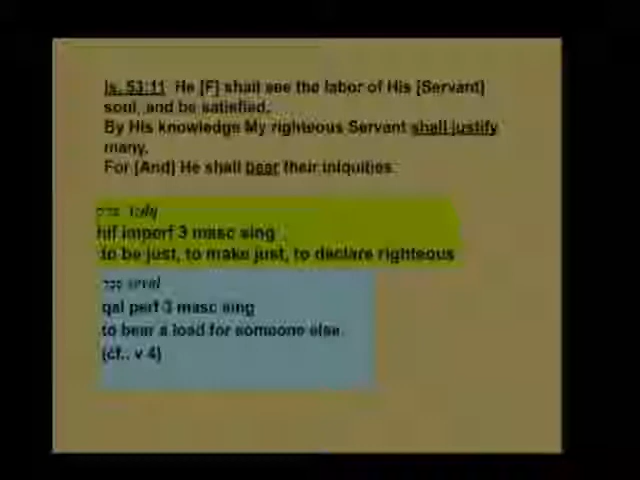 Is. 53:11 He [F] shall see the labor of His [Servant]
soul, and be satisfied.
By His knowledge My righteous Servant shall justify
many.
For [And] He shall bear their iniquities.
hif imperf 3 masc sing
to be just, to make just, to declare righteous
qal perf 3 masc sing
to bear a load for someone else.
(cf., v 4)